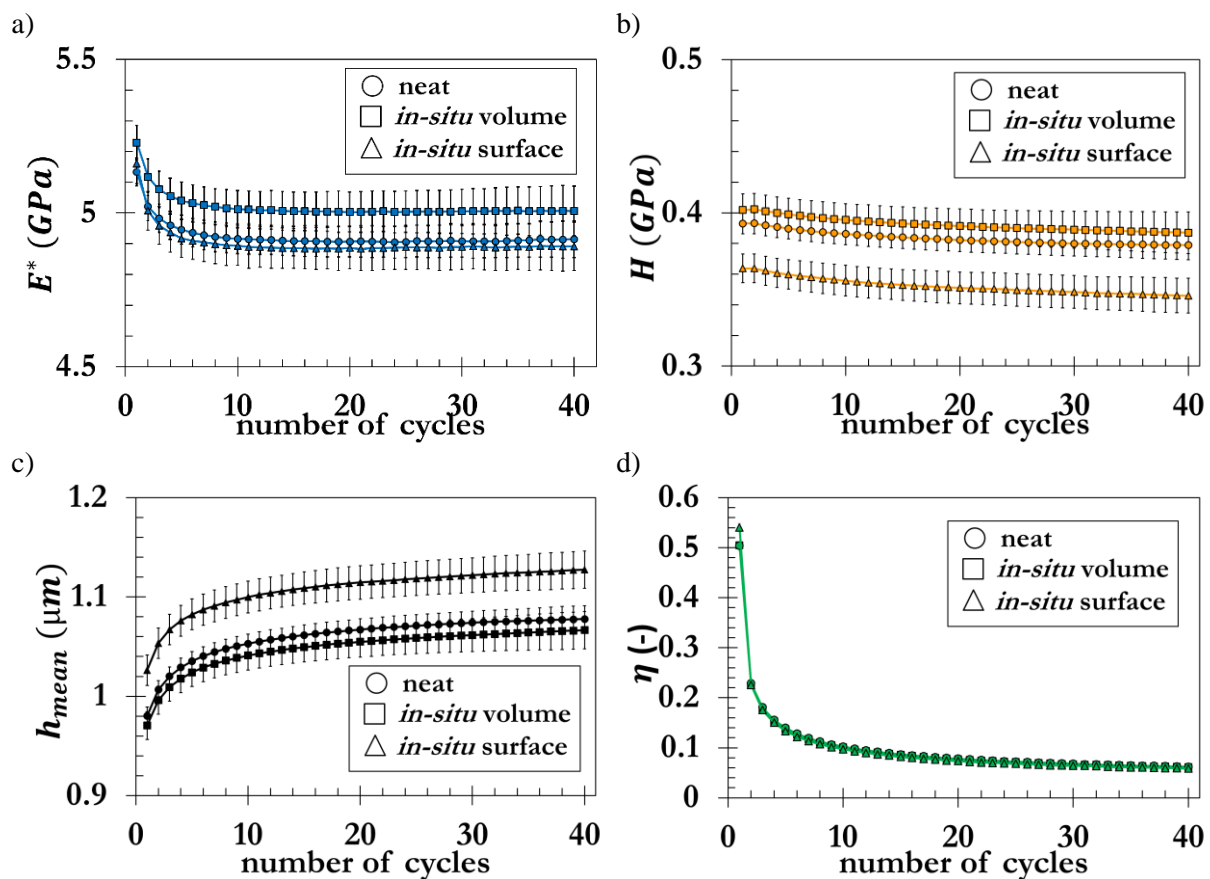 a)
5.5
neat
in-situ volume
in-situ surface
E* (GPa)
5
4.5
0 10 20 30 40
number of cycles
b)
0.5
neat
in-situ volume
in-situ surface
H (GPa)
0.4
0.3
0 10 20 30 40
number of cycles
c)
1.2
1.1
h_mean (μm)
1
neat
in-situ volume
in-situ surface
0.9
0 10 20 30 40
number of cycles
d)
0.6
neat
in-situ volume
in-situ surface
0.5
0.4
0.3
η (-)
0.2
0.1
0
0 10 20 30 40
number of cycles